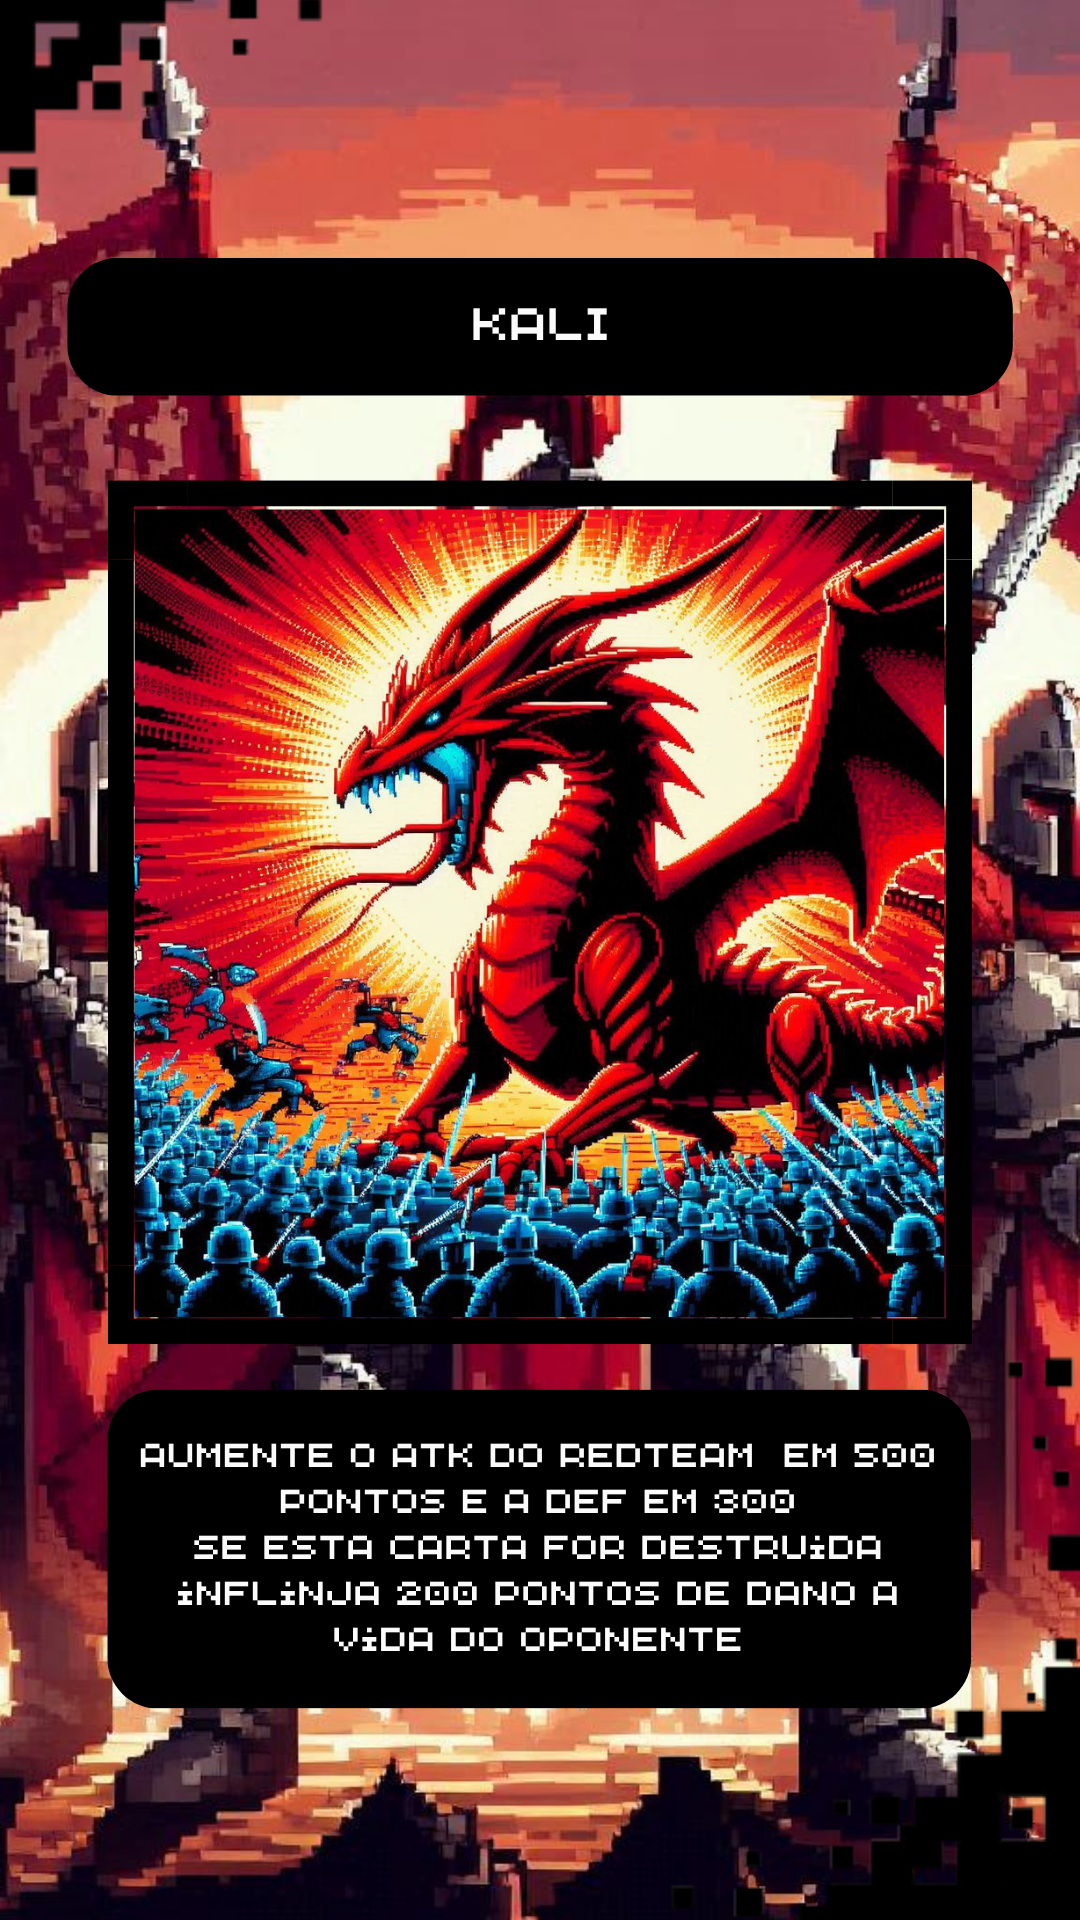 KALI
AUMENTE O ATK DO REDTEAM EM 500
PONTOS E A DEF EM 300
SE ESTA CARTA FOR DESTRUiDA
iNFLiNJA 200 PONTOS DE DANO A
ViDA DO OPONENTE